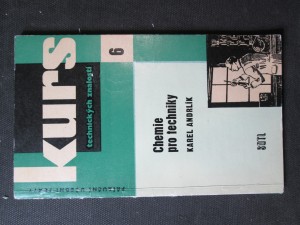 kurs
technických znalostí
6
Chemie
pro techniky
KAREL ANDRLÍK
SNTL